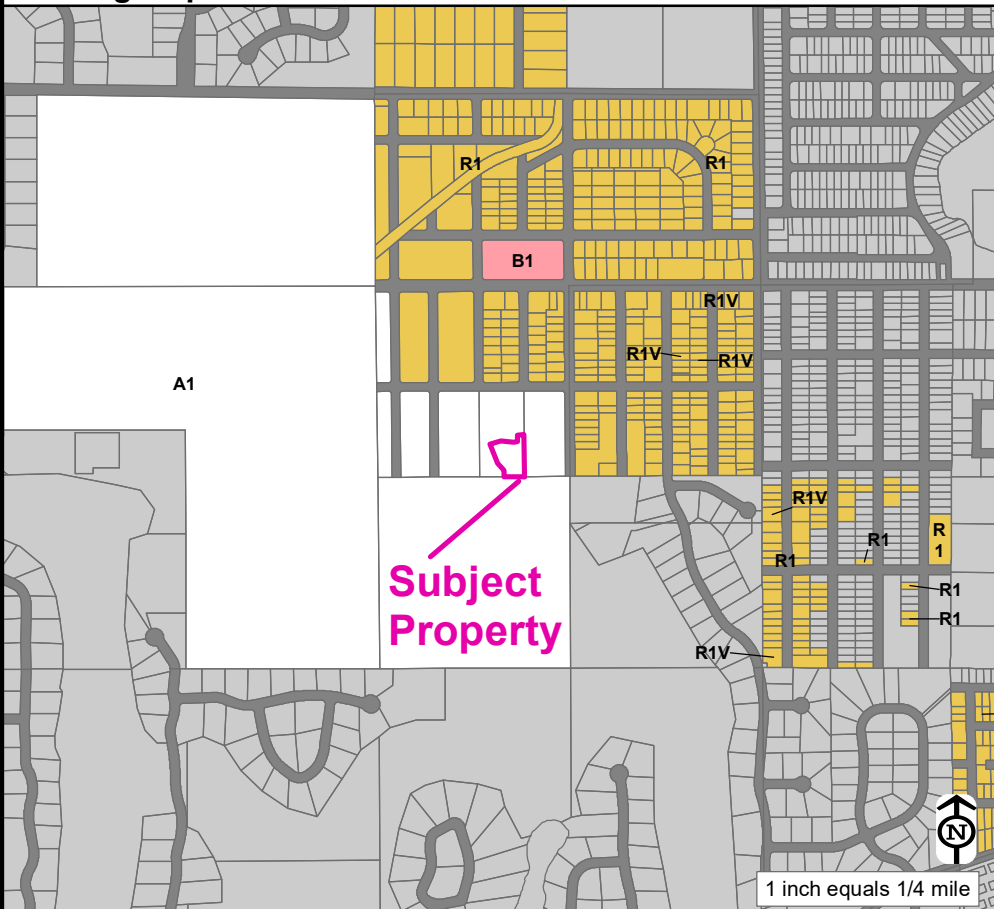 R1
R1
B1
R1V
R1V
R1V
A1
Subject
Property
R1V
R
1
R1
R1
R1
R1
R1V
N
1 inch equals 1/4 mile